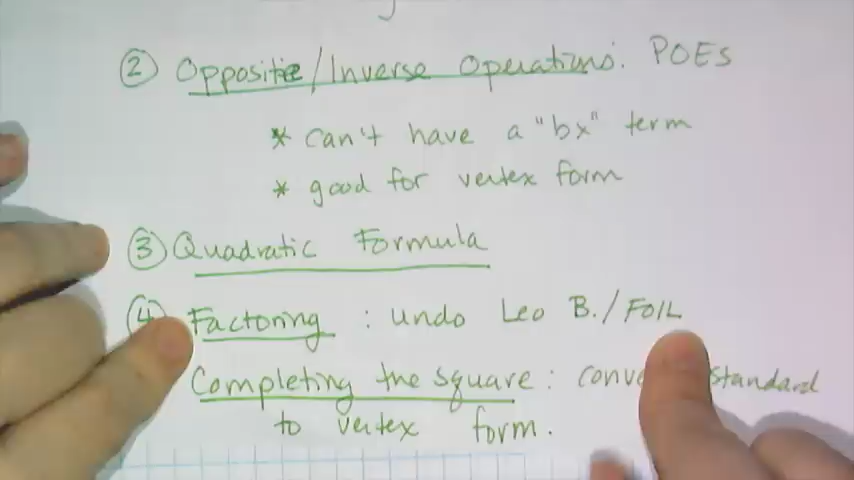 ② Opposite/Inverse Operations: POEs
* can't have a "bx" term
* good for vertex form
③ Quadratic Formula
④ Factoring : undo Leo B./FOIL
Completing the square : standard
to vertex form.